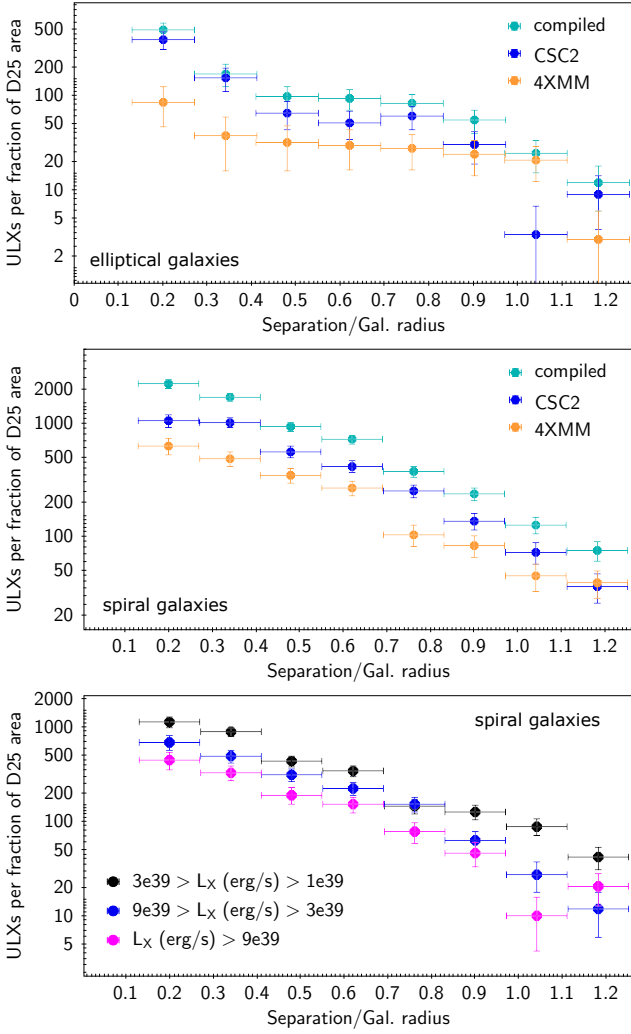 500
200
100
50
20
10
5
2
ULXs per fraction of D25 area
compiled
CSC2
4XMM
elliptical galaxies
0 0.1 0.2 0.3 0.4 0.5 0.6 0.7 0.8 0.9 1.0 1.1 1.2
Separation/Gal. radius
2000
1000
500
200
100
50
20
ULXs per fraction of D25 area
compiled
CSC2
4XMM
spiral galaxies
0.1 0.2 0.3 0.4 0.5 0.6 0.7 0.8 0.9 1.0 1.1 1.2
Separation/Gal. radius
2000
1000
500
200
100
50
20
10
5
ULXs per fraction of D25 area
spiral galaxies
3e39 > L_X (erg/s) > 1e39
9e39 > L_X (erg/s) > 3e39
L_X (erg/s) > 9e39
0.1 0.2 0.3 0.4 0.5 0.6 0.7 0.8 0.9 1.0 1.1 1.2
Separation/Gal. radius